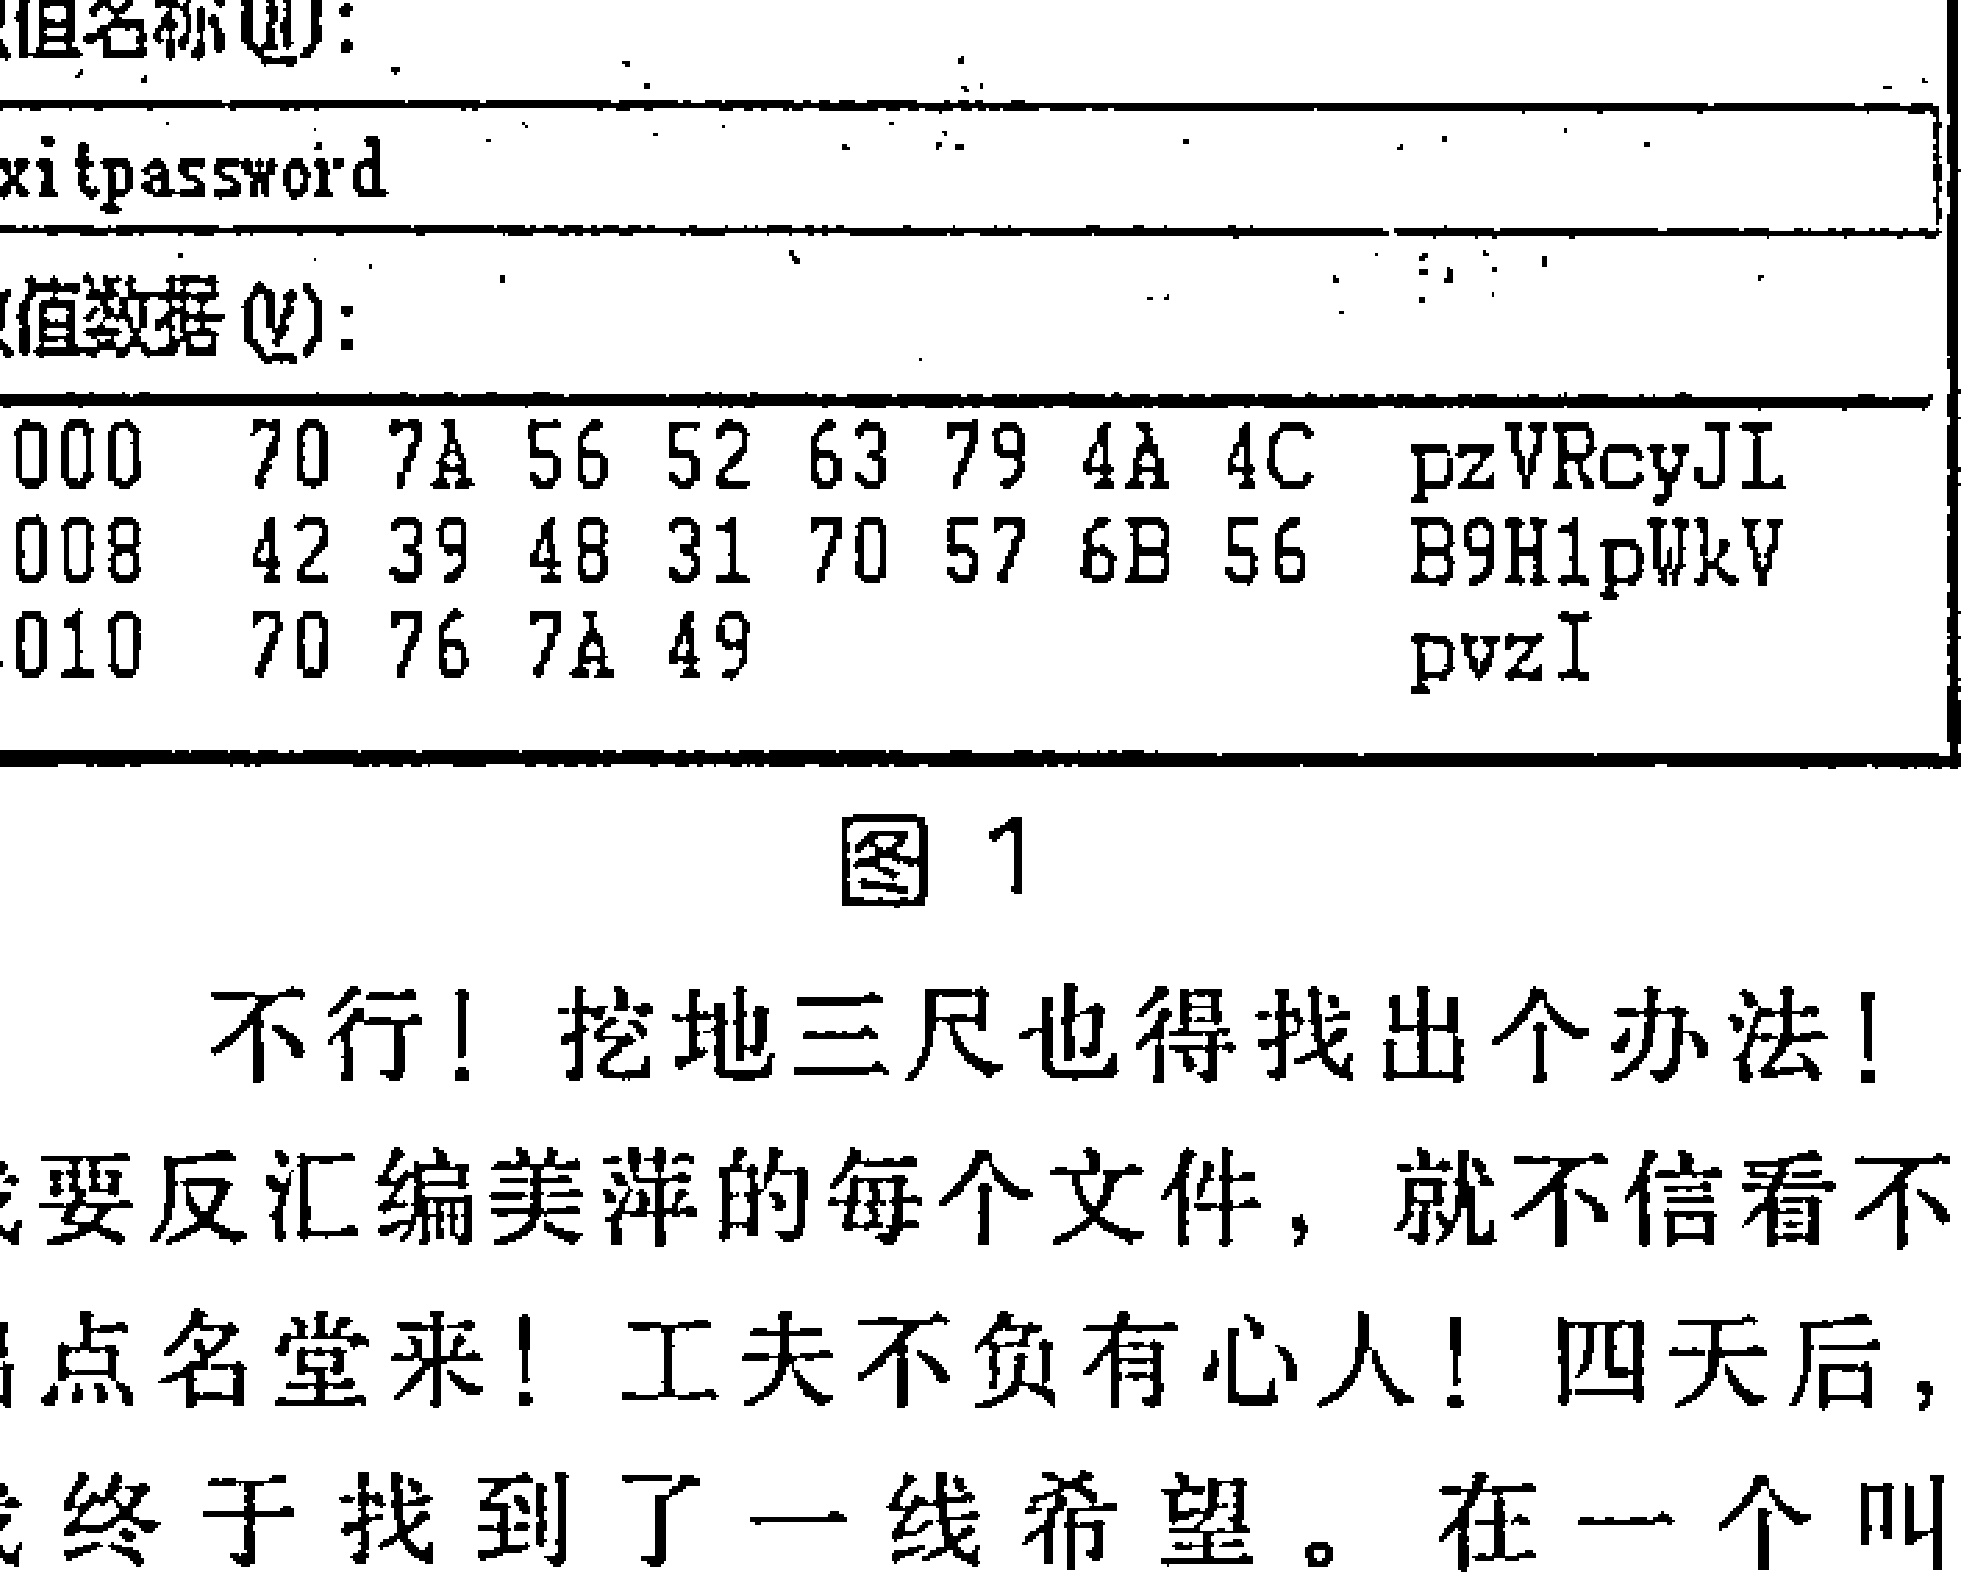 值名称(N):
xitpassword
值数据(V):
000 70 7A 56 52 63 79 4A 4C pzVRcyJL
008 42 39 48 31 70 57 6B 56 B9H1pWkV
010 70 76 7A 49 pvzI
图 1
不行！挖地三尺也得找出个办法！
要反汇编美萍的每个文件，就不信看不
点名堂来！工夫不负有心人！四天后，
终于找到了一线希望。在一个叫